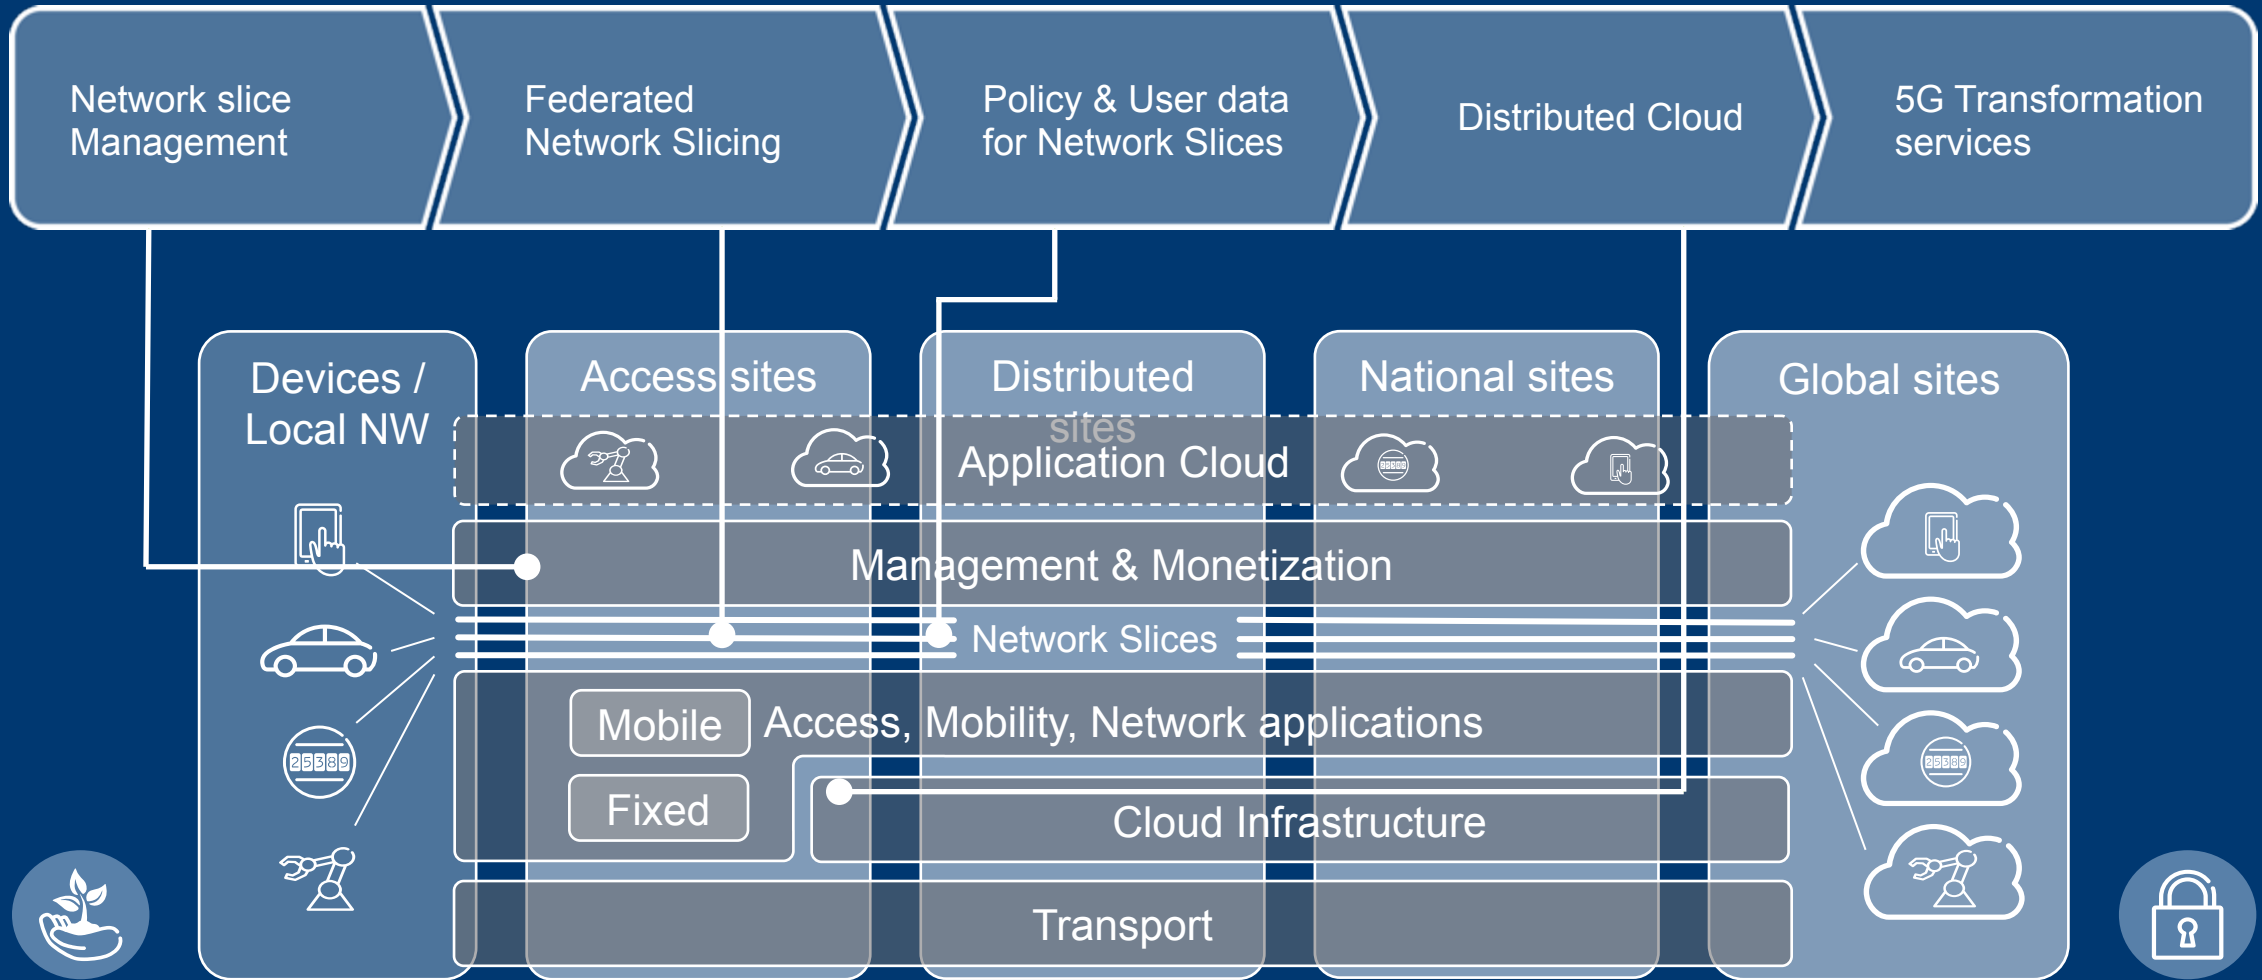 Network slice
Management
Federated
Network Slicing
Policy & User data
for Network Slices
Distributed Cloud
5G Transformation
services
Devices /
Local NW
Access sites
Distributed
sites
National sites
Global sites
Application Cloud
25389
Management & Monetization
Network Slices
Mobile
Access, Mobility, Network applications
25389
25389
Fixed
Cloud Infrastructure
Transport